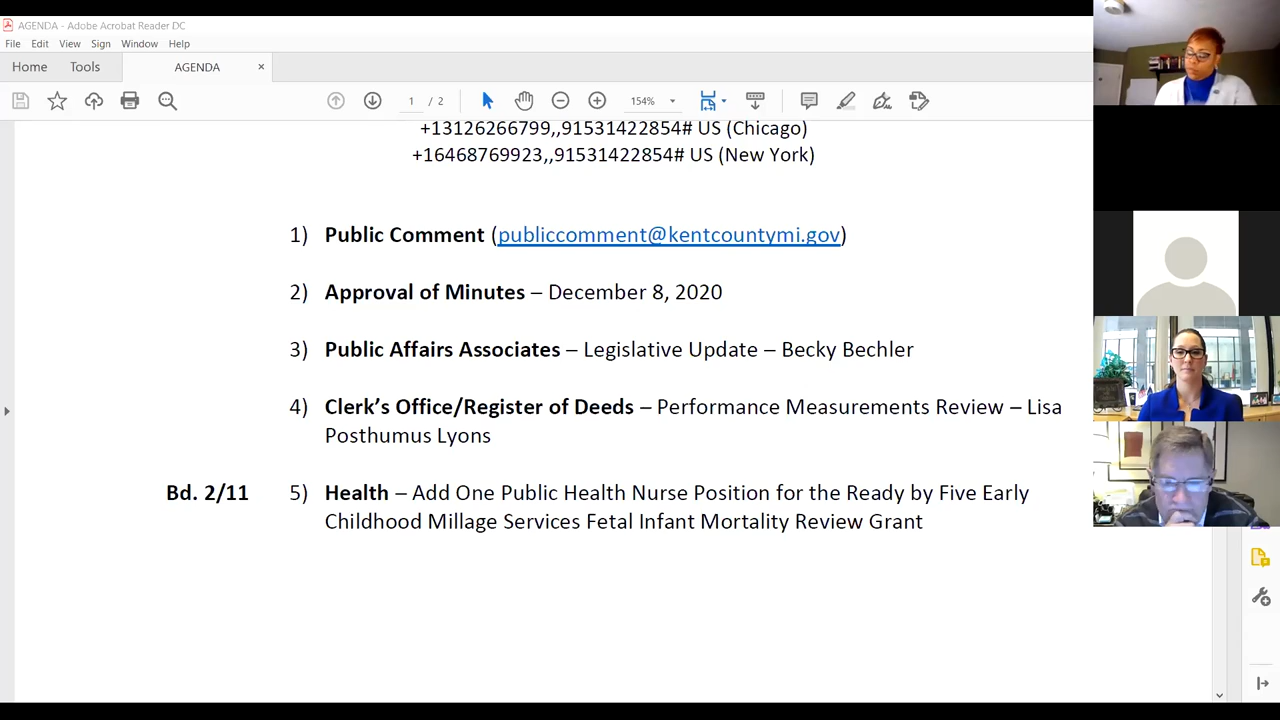 AGENDA - Adobe Acrobat Reader DC
File Edit View Sign Window Help
Home Tools AGENDA ×
1 / 2 154%
+13126266799,,91531422854# US (Chicago)
+16468769923,,91531422854# US (New York)
1) Public Comment (publiccomment@kentcountymi.gov)
2) Approval of Minutes – December 8, 2020
3) Public Affairs Associates – Legislative Update – Becky Bechler
4) Clerk’s Office/Register of Deeds – Performance Measurements Review – Lisa
Posthumus Lyons
Bd. 2/11 5) Health – Add One Public Health Nurse Position for the Ready by Five Early
Childhood Millage Services Fetal Infant Mortality Review Grant